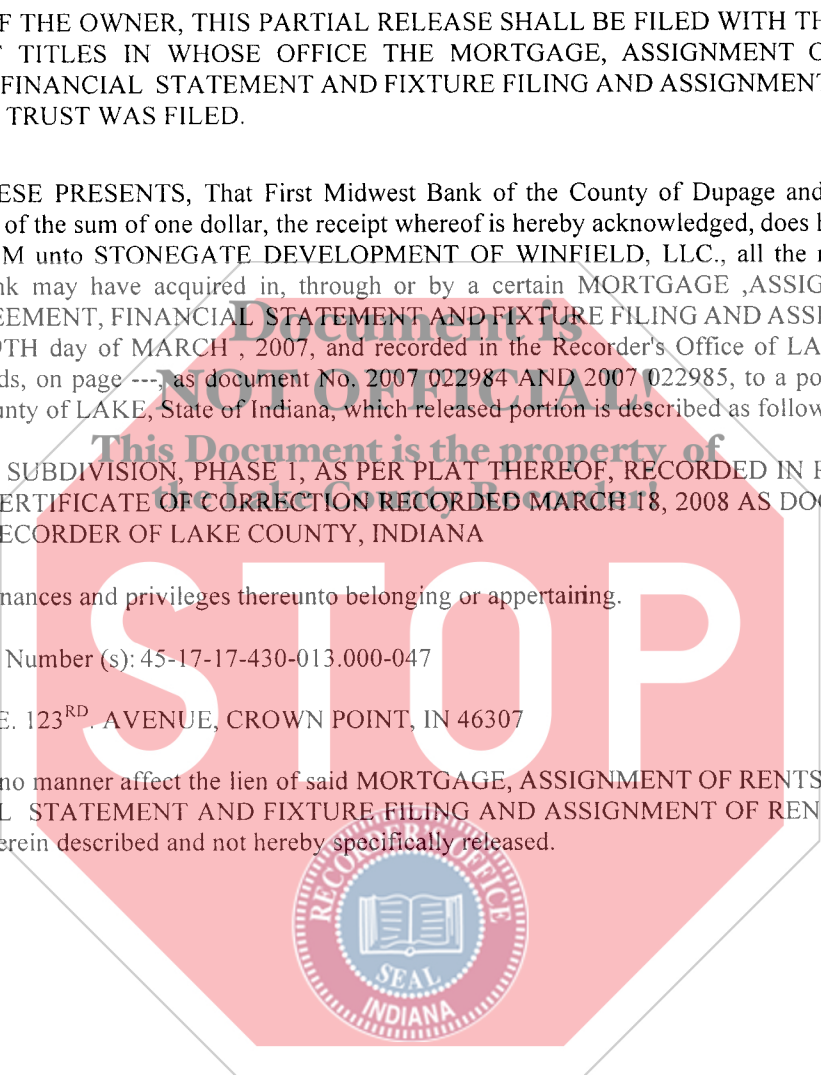 F THE OWNER, THIS PARTIAL RELEASE SHALL BE FILED WITH TH
TITLES IN WHOSE OFFICE THE MORTGAGE, ASSIGNMENT O
FINANCIAL STATEMENT AND FIXTURE FILING AND ASSIGNMENT
TRUST WAS FILED.
ESE PRESENTS, That First Midwest Bank of the County of Dupage and
of the sum of one dollar, the receipt whereof is hereby acknowledged, does h
M unto STONEGATE DEVELOPMENT OF WINFIELD, LLC., all the r
nk may have acquired in, through or by a certain MORTGAGE ,ASSIG
EEMENT, FINANCIAL STATEMENT AND FIXTURE FILING AND ASSI
Document is
9TH day of MARCH , 2007, and recorded in the Recorder's Office of LA
ds, on page ---, as document No. 2007 022984 AND 2007 022985, to a po
NOT OFFICIAL!
unty of LAKE, State of Indiana, which released portion is described as follow
This Document is the property of
SUBDIVISION, PHASE 1, AS PER PLAT THEREOF, RECORDED IN P
the Lake County Recorder!
ERTIFICATE OF CORRECTION RECORDED MARCH 18, 2008 AS DOC
ECORDER OF LAKE COUNTY, INDIANA
nances and privileges thereunto belonging or appertaining.
STOP
Number (s): 45-17-17-430-013.000-047
E. 123RD. AVENUE, CROWN POINT, IN 46307
no manner affect the lien of said MORTGAGE, ASSIGNMENT OF RENTS
L STATEMENT AND FIXTURE FILING AND ASSIGNMENT OF REN
erein described and not hereby specifically released.
RECORDER'S OFFICE
SEAL
INDIANA